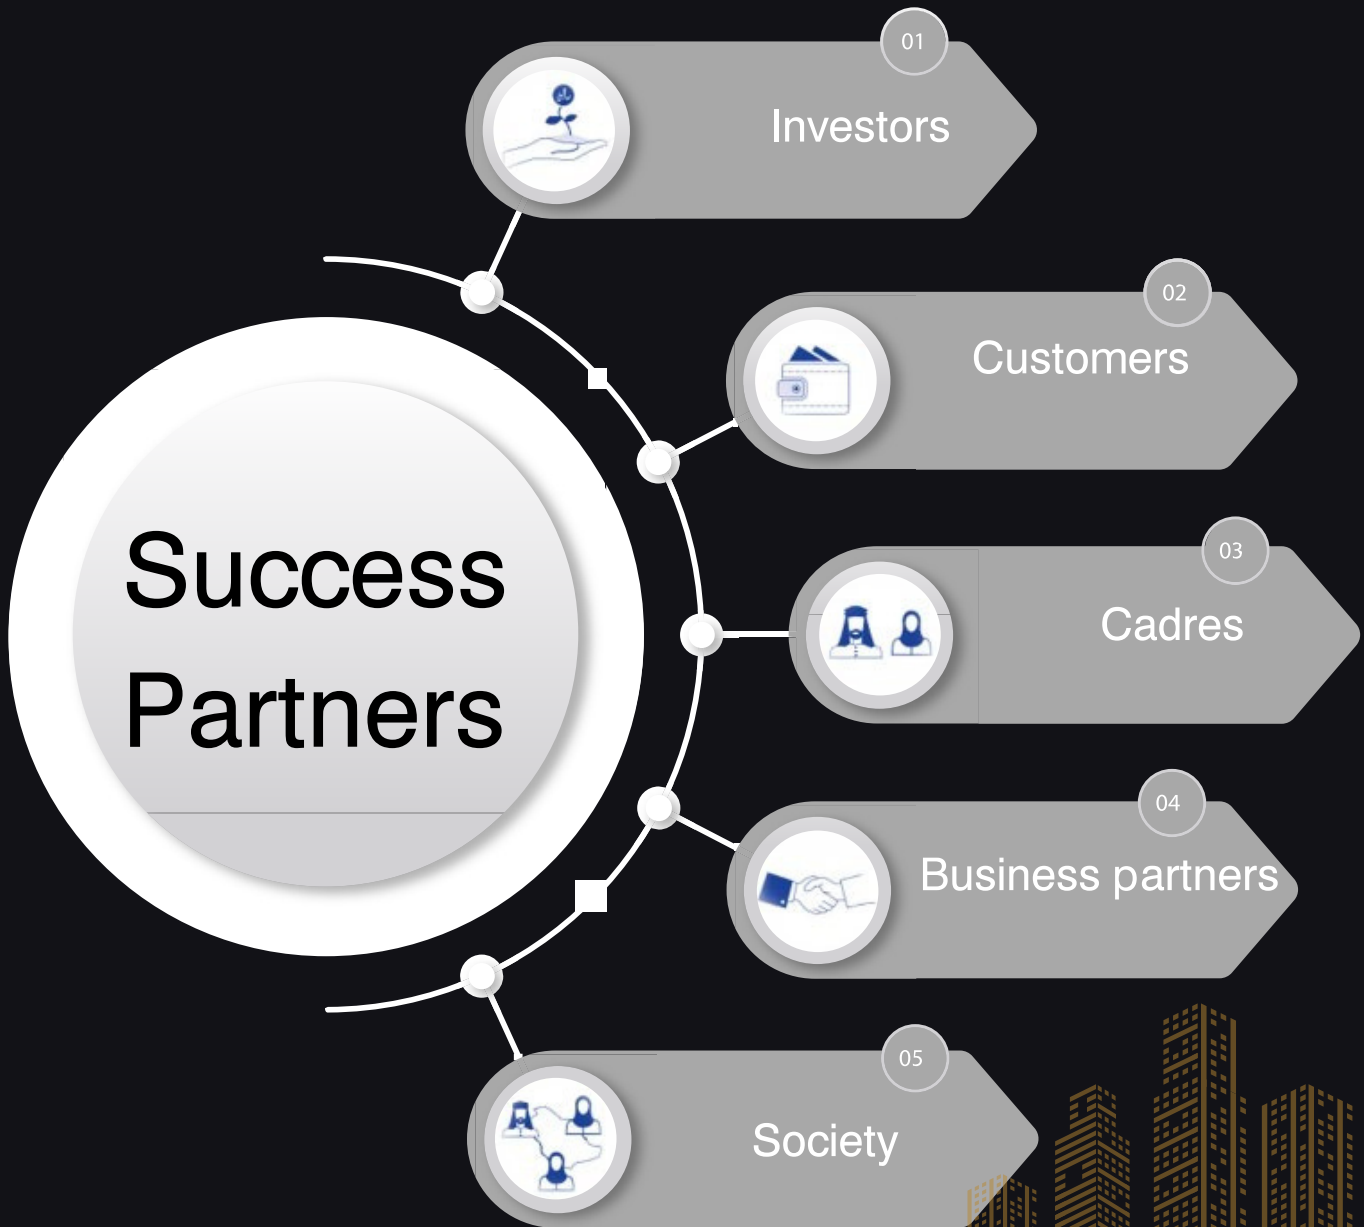 Success
Partners
01
Investors
02
Customers
03
Cadres
04
Business partners
05
Society